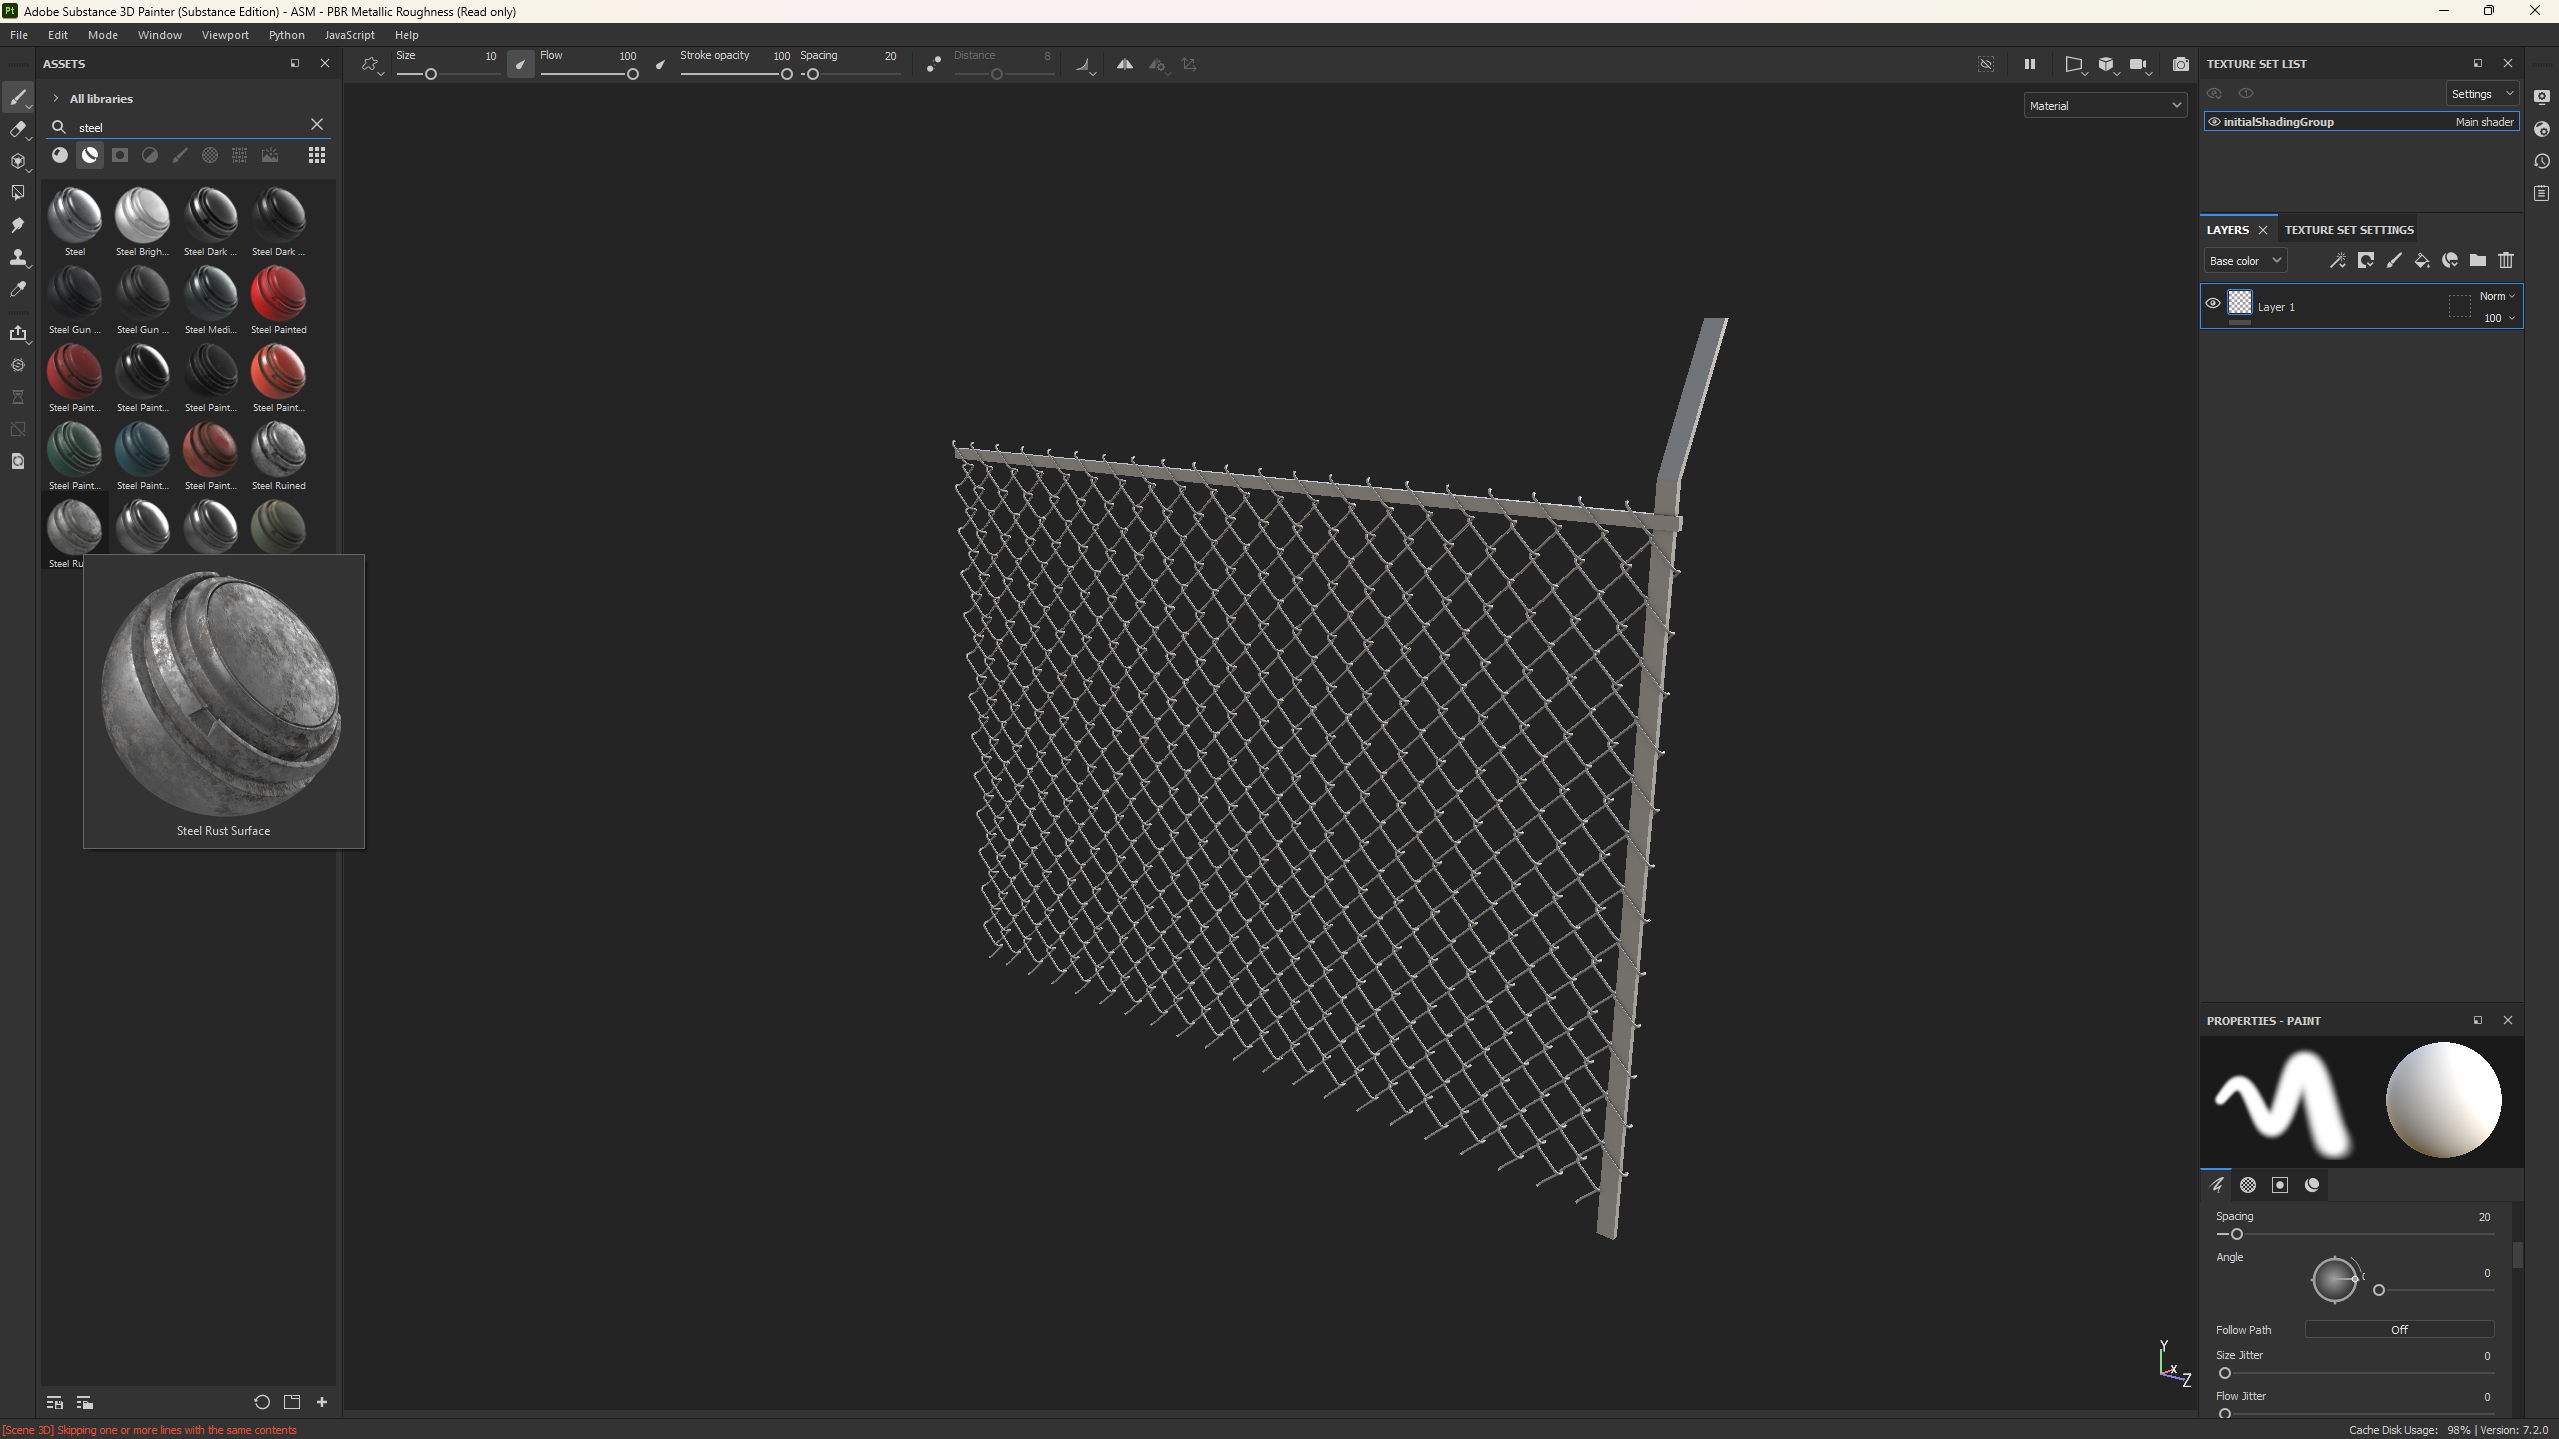 Pt Adobe Substance 3D Painter (Substance Edition) - ASM - PBR Metallic Roughness (Read only)
File Edit Mode Window Viewport Python JavaScript Help
ASSETS
Size 10 Flow 100 Stroke opacity 100 Spacing 20 Distance 8
All libraries
steel
Steel Steel Brigh... Steel Dark ... Steel Dark ...
Steel Gun ... Steel Gun ... Steel Medi... Steel Painted
Steel Paint... Steel Paint... Steel Paint... Steel Paint...
Steel Paint... Steel Paint... Steel Paint... Steel Ruined
Steel Ru
Steel Rust Surface
Material
Y
X
Z
TEXTURE SET LIST
Settings
initialShadingGroup Main shader
LAYERS TEXTURE SET SETTINGS
Base color
Layer 1 Norm
100
PROPERTIES - PAINT
Spacing 20
Angle 0
Follow Path Off
Size Jitter 0
Flow Jitter 0
[Scene 3D] Skipping one or more lines with the same contents
Cache Disk Usage: 98% | Version: 7.2.0